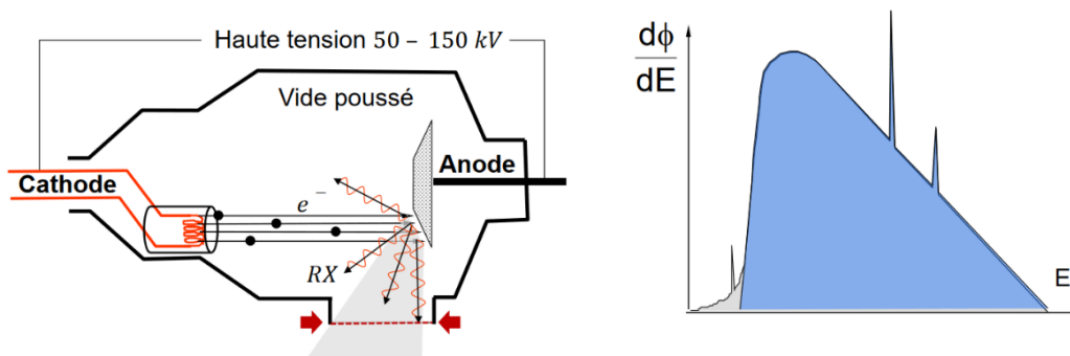 Haute tension 50 – 150 kV
Vide poussé
Anode
Cathode
e⁻
RX
dϕ
dE
E